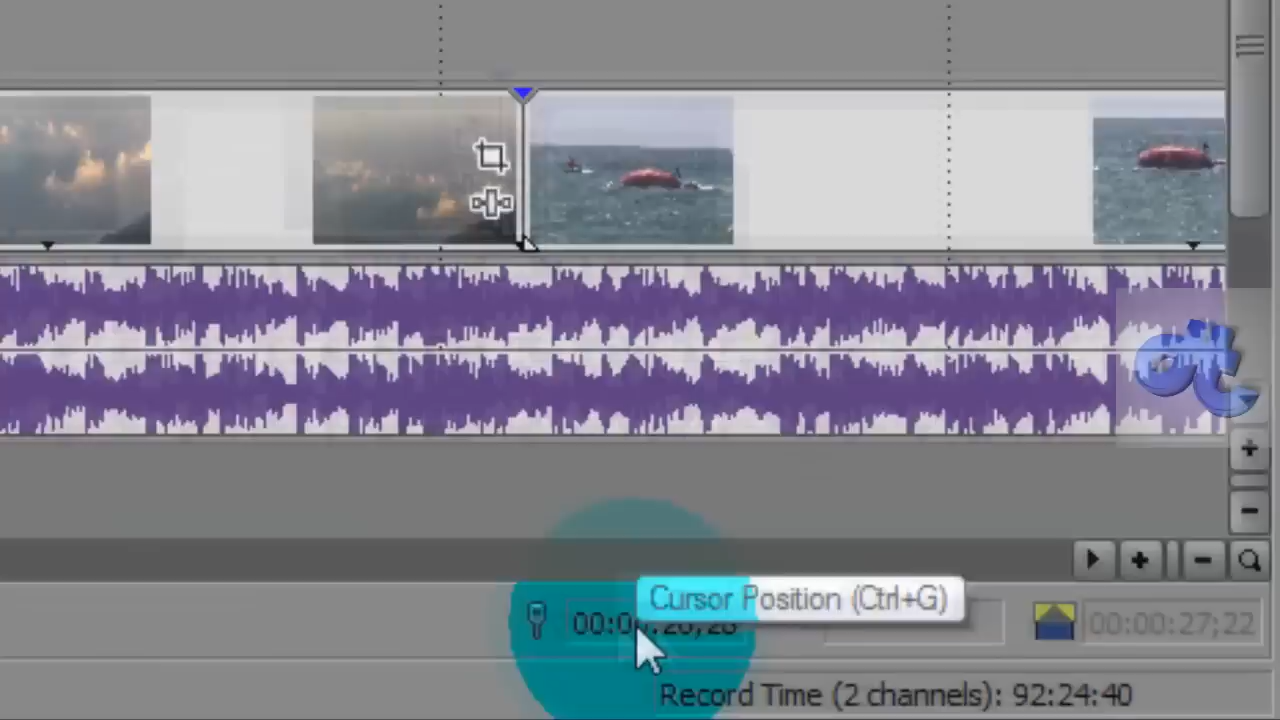 Cursor Position (Ctrl+G)
00:00:27;22
Record Time (2 channels): 92:24:40